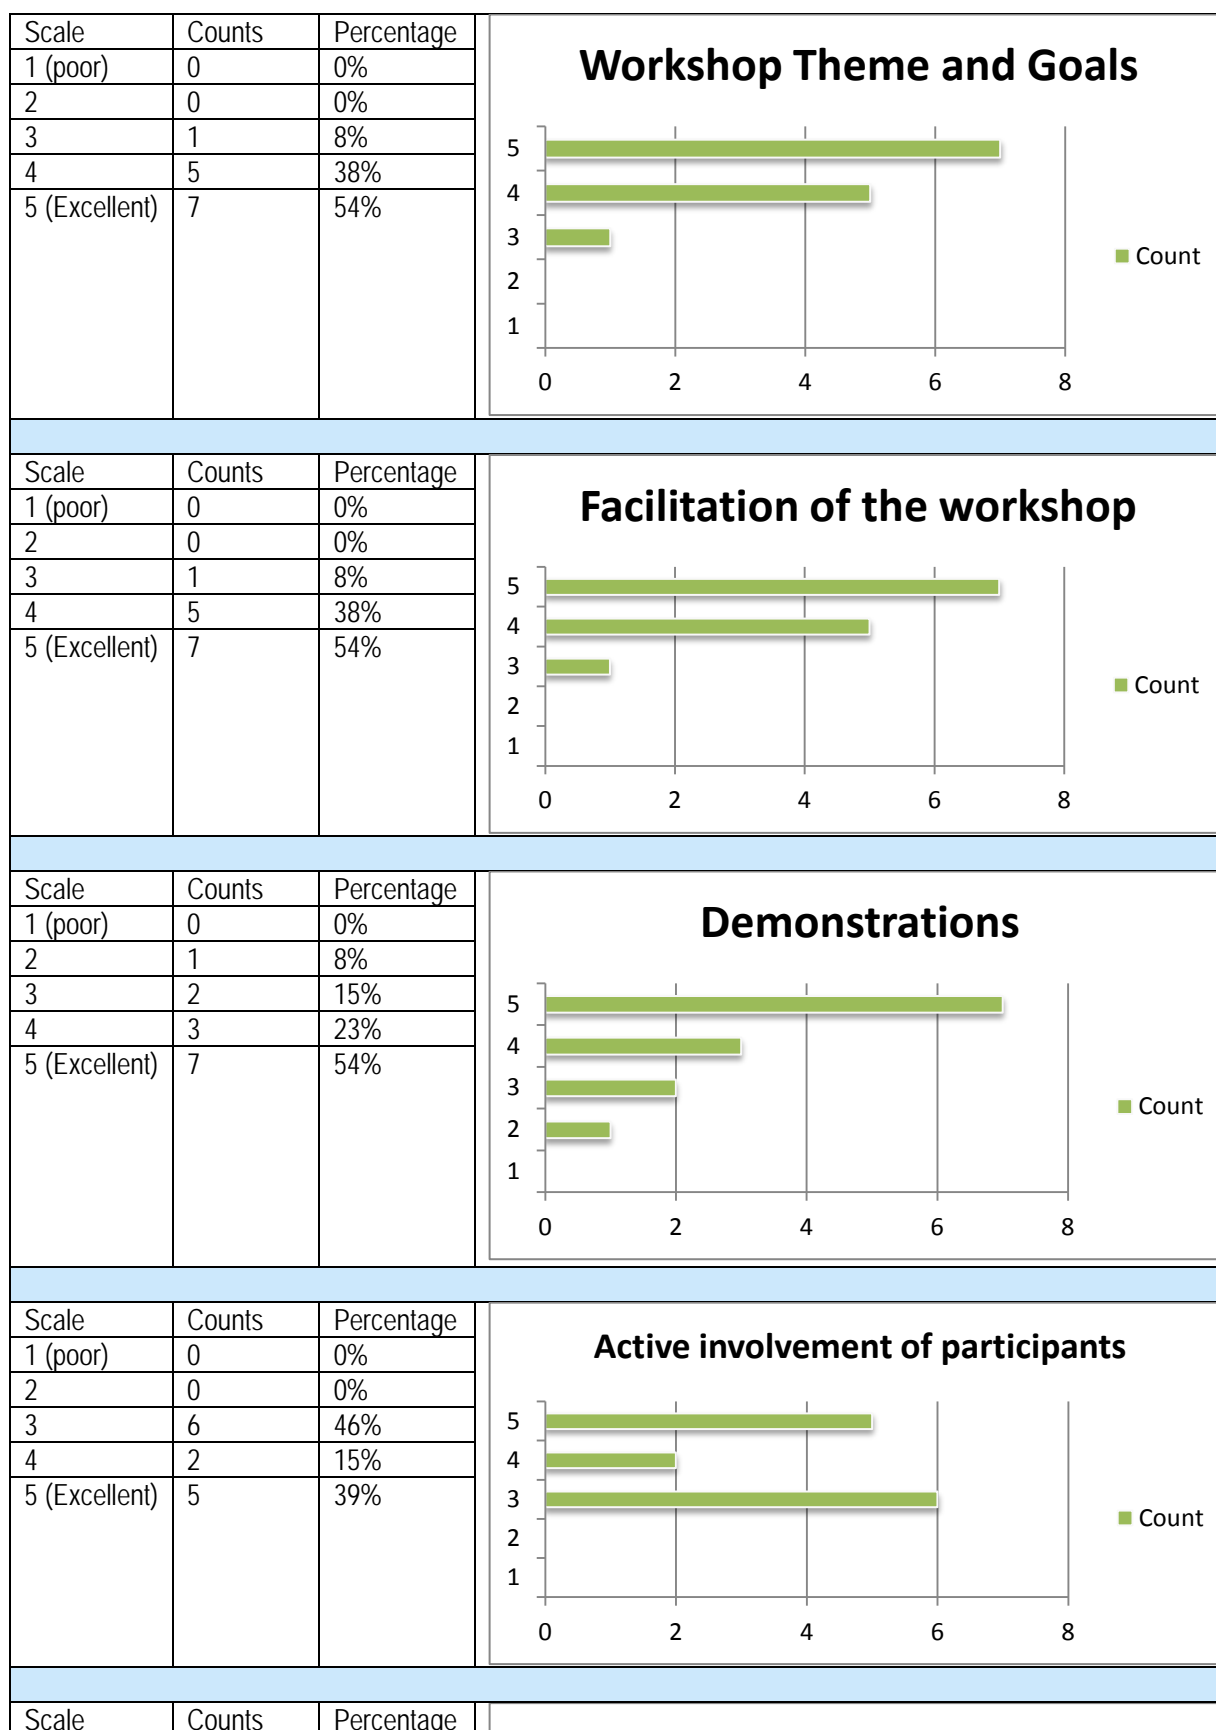 Scale Counts Percentage
1 (poor) 0 0%
2 0 0%
3 1 8%
4 5 38%
5 (Excellent) 7 54%
Workshop Theme and Goals
5
4
3
2
1
0 2 4 6 8
Count
Scale Counts Percentage
1 (poor) 0 0%
2 0 0%
3 1 8%
4 5 38%
5 (Excellent) 7 54%
Facilitation of the workshop
5
4
3
2
1
0 2 4 6 8
Count
Scale Counts Percentage
1 (poor) 0 0%
2 1 8%
3 2 15%
4 3 23%
5 (Excellent) 7 54%
Demonstrations
5
4
3
2
1
0 2 4 6 8
Count
Scale Counts Percentage
1 (poor) 0 0%
2 0 0%
3 6 46%
4 2 15%
5 (Excellent) 5 39%
Active involvement of participants
5
4
3
2
1
0 2 4 6 8
Count
Scale Counts Percentage